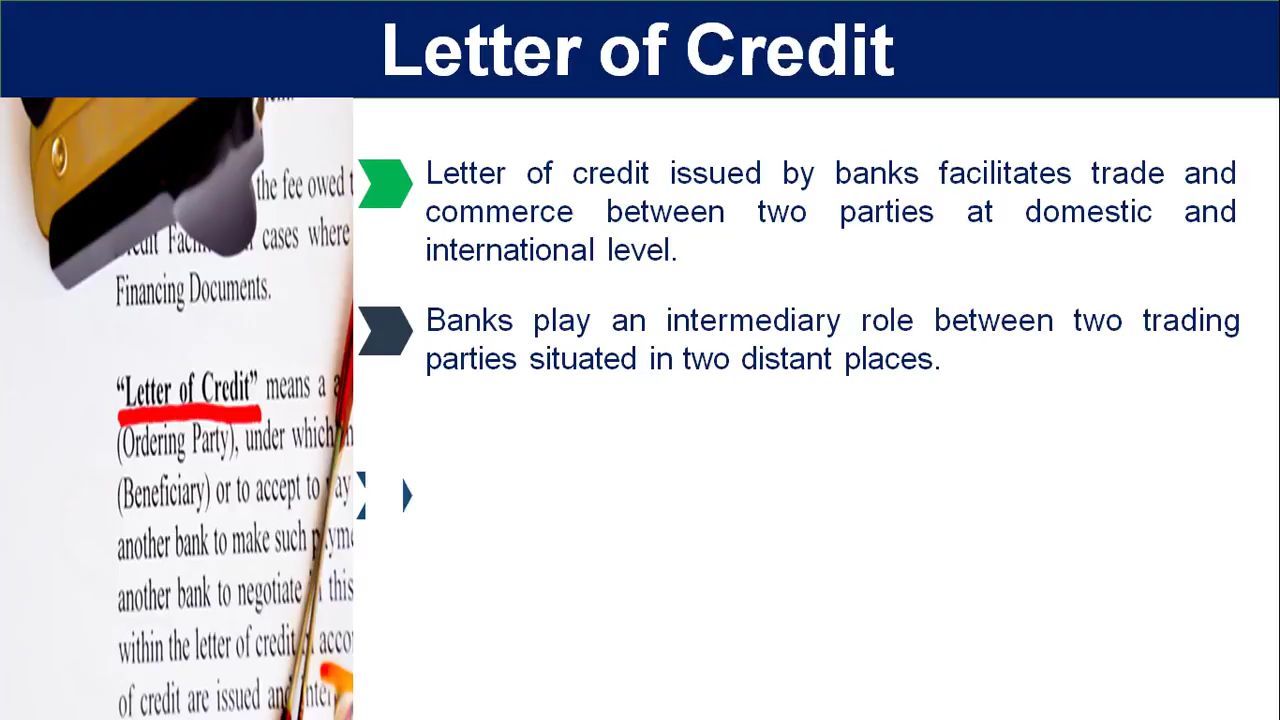 Letter of Credit
the fee owed
cases where
Financing Documents.
“Letter of Credit” means a
(Ordering Party), under which
(Beneficiary) or to accept to
another bank to make such
another bank to negotiate
within the letter of credit
of credit are issued and
Letter of credit issued by banks facilitates trade and
commerce between two parties at domestic and
international level.
Banks play an intermediary role between two trading
parties situated in two distant places.